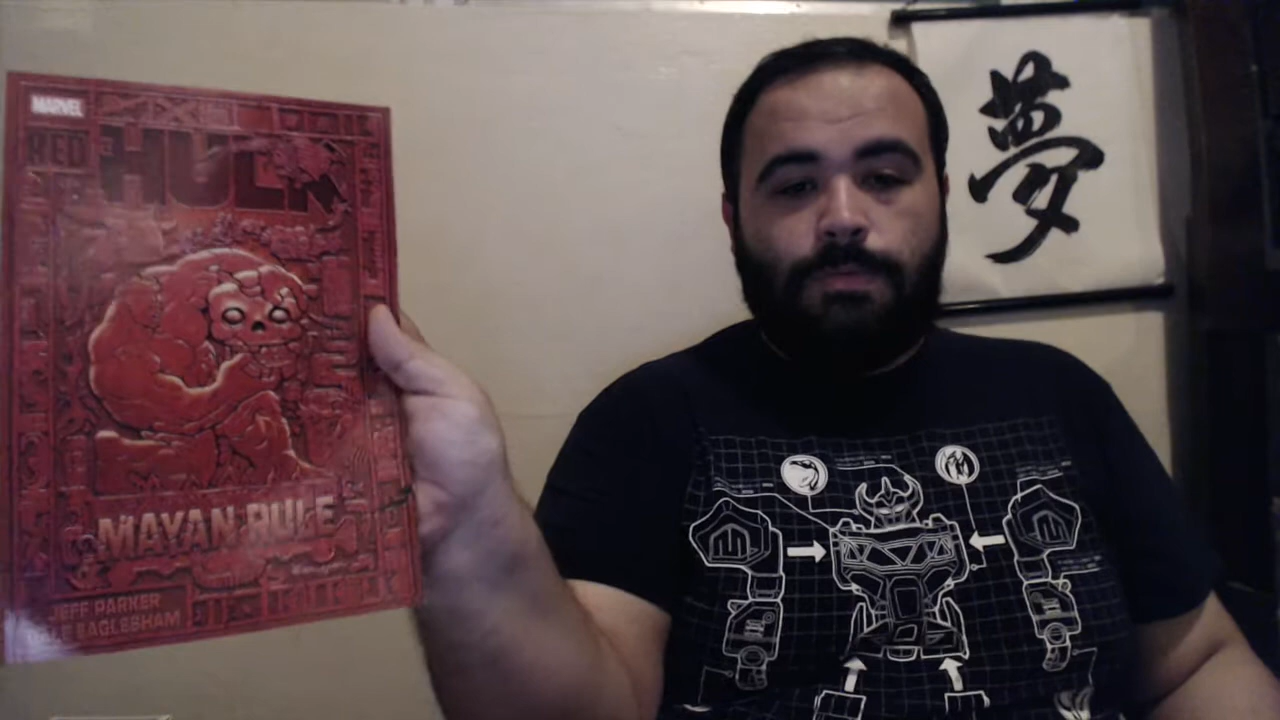 MARVEL
RED HULK
MAYAN RULE
JEFF PARKER
DALE EAGLESHAM
夢